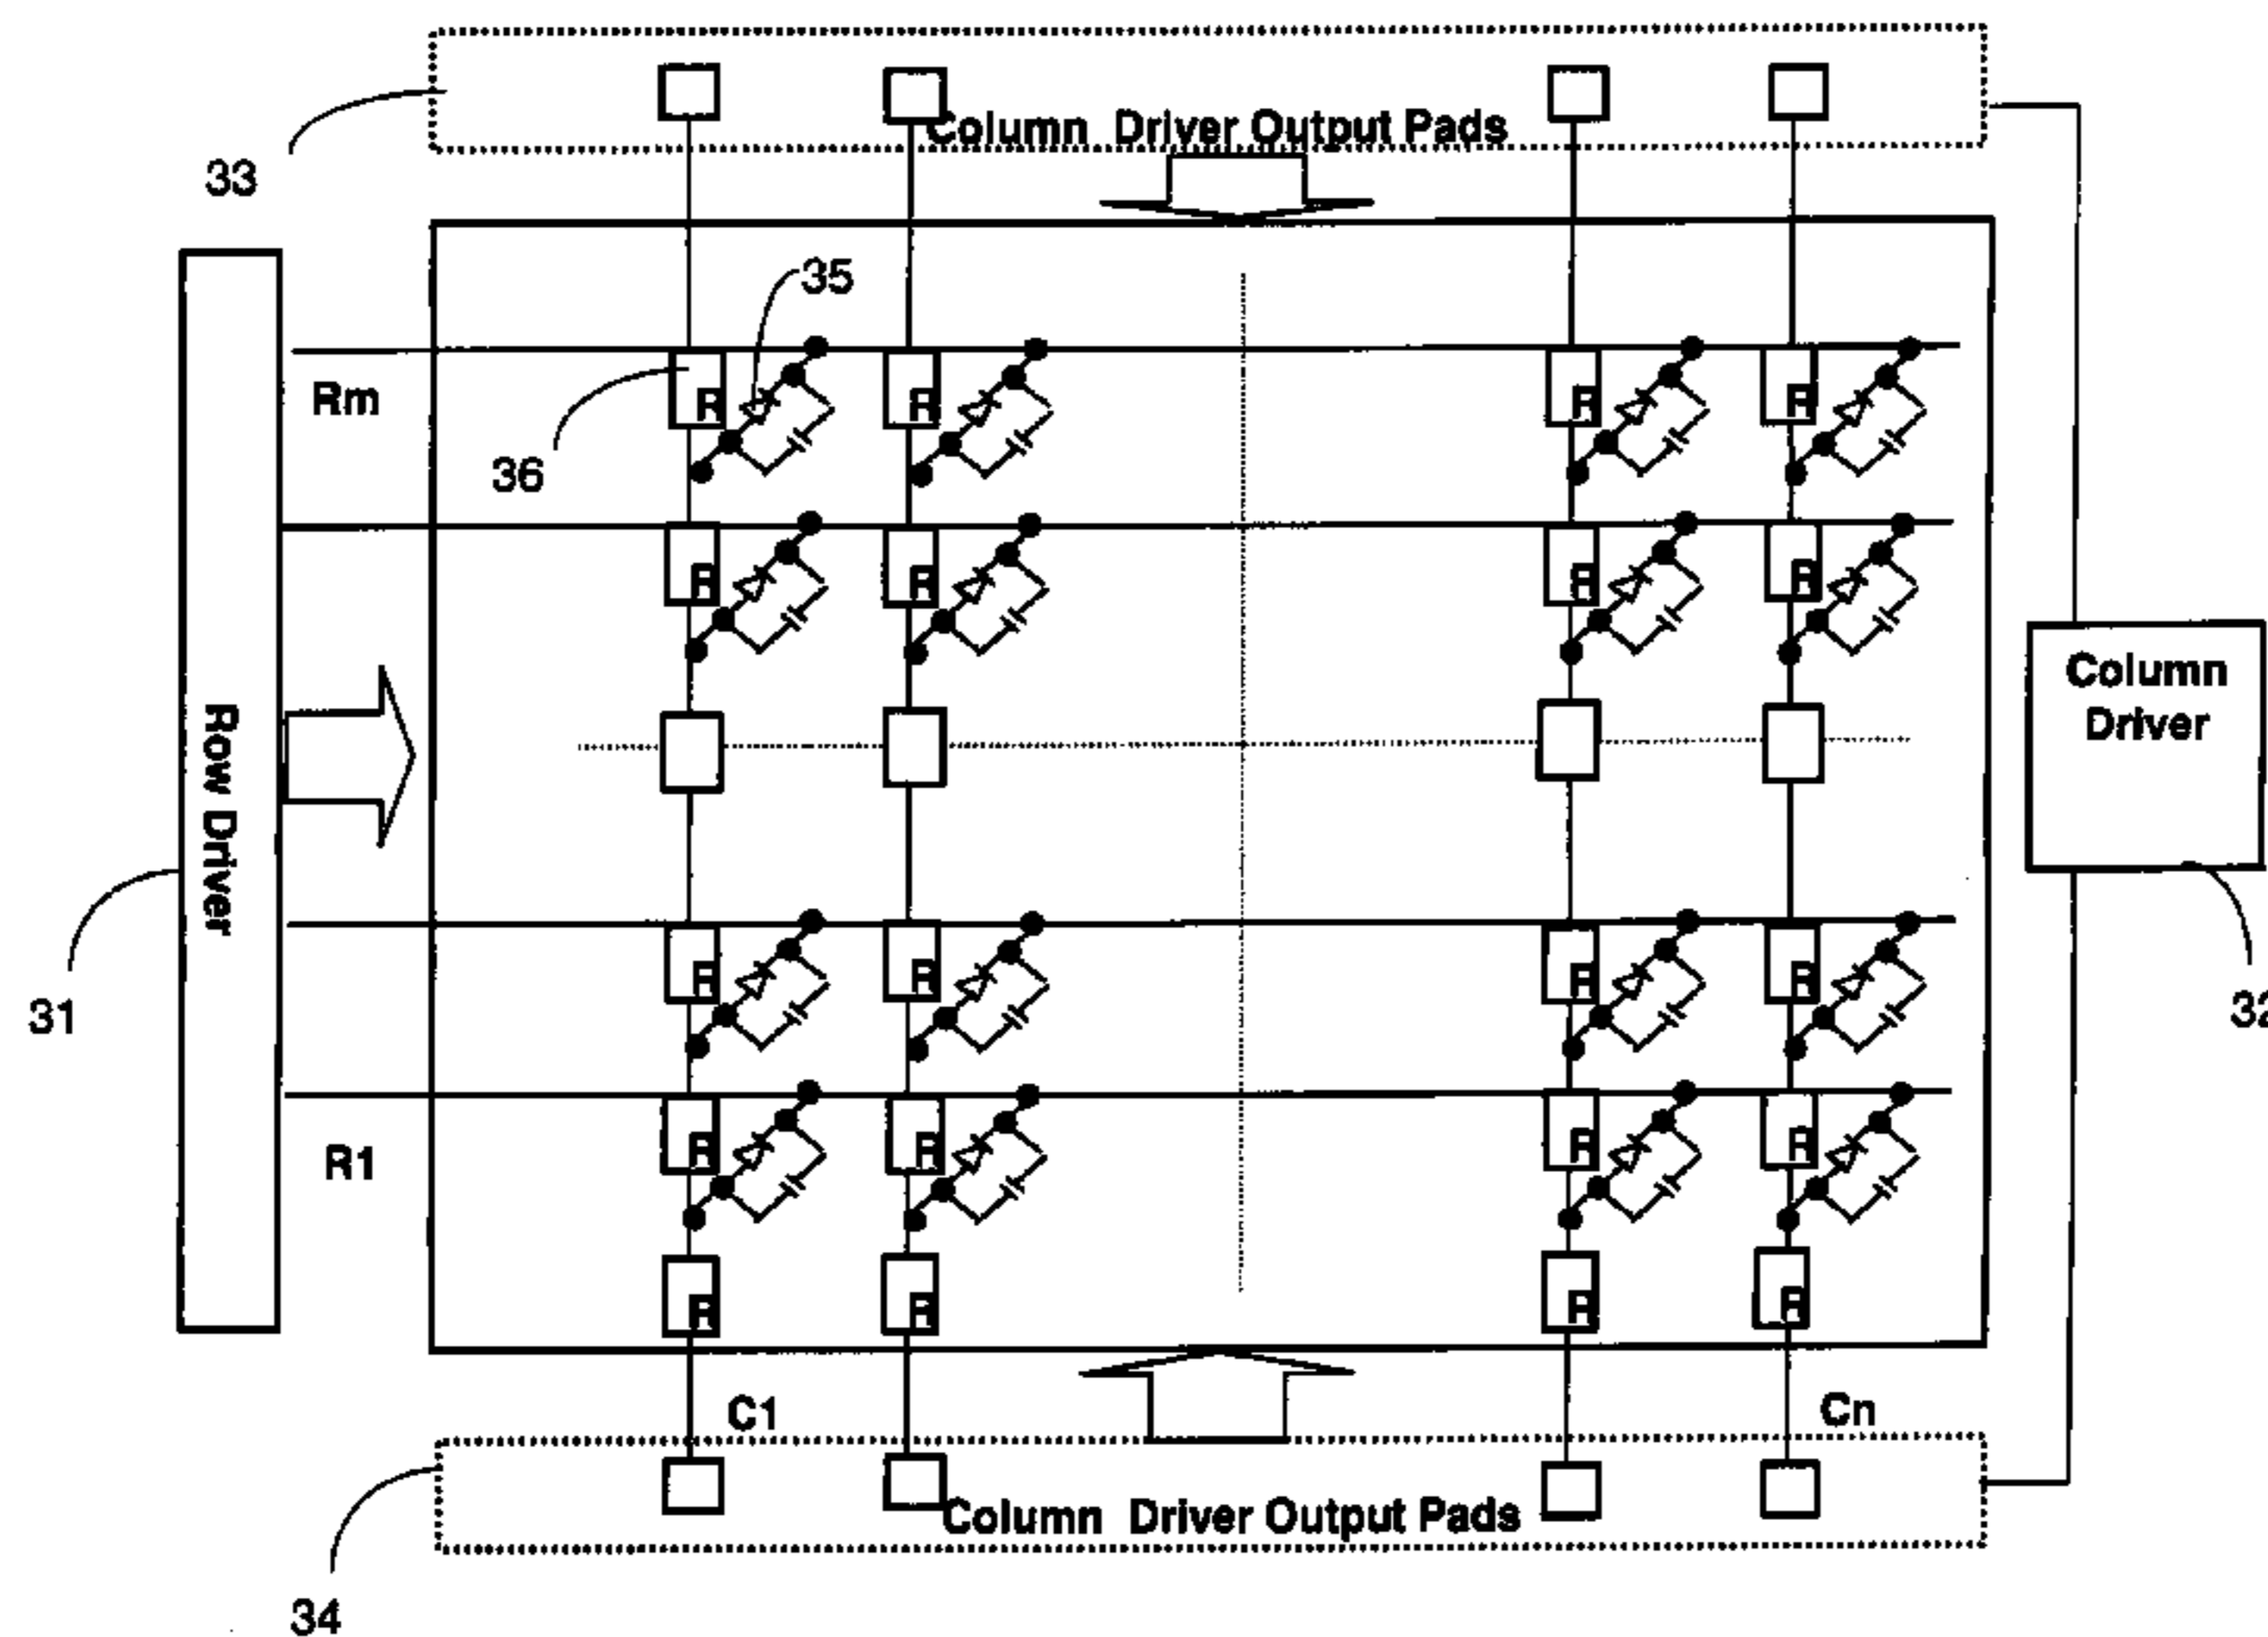 Column Driver Output Pads
33
35
Rm
R R R R
36
R R R R
Column
Driver
Row Driver
R R R R
31
32
R R R R
R1
R R R R
C1
Cn
Column Driver Output Pads
34